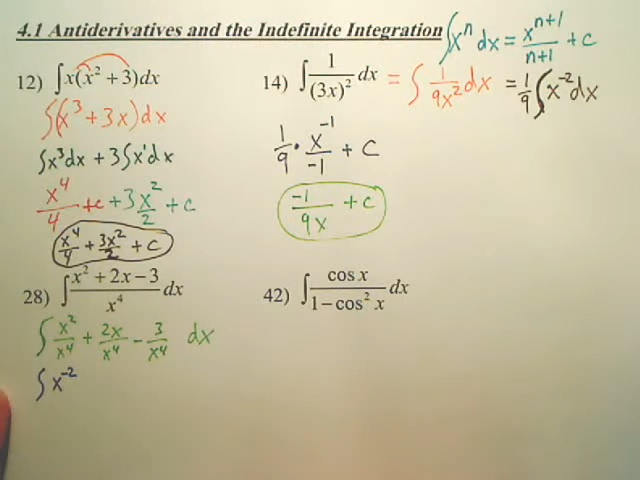 4.1 Antiderivatives and the Indefinite Integration
∫xⁿ dx = x^(n+1)/(n+1) + c
12) ∫x(x² + 3)dx
∫(x³ + 3x)dx
∫x³dx + 3∫x¹dx
x⁴/4 + c + 3x²/2 + c
x⁴/4 + 3x²/2 + c
14) ∫1/(3x)² dx = ∫1/9x² dx = 1/9 ∫x⁻²dx
1/9 • x⁻¹/-1 + c
-1/9x + c
28) ∫(x² + 2x − 3)/x⁴ dx
∫x²/x⁴ + 2x/x⁴ − 3/x⁴ dx
∫x⁻²
42) ∫cos x/(1 − cos² x) dx